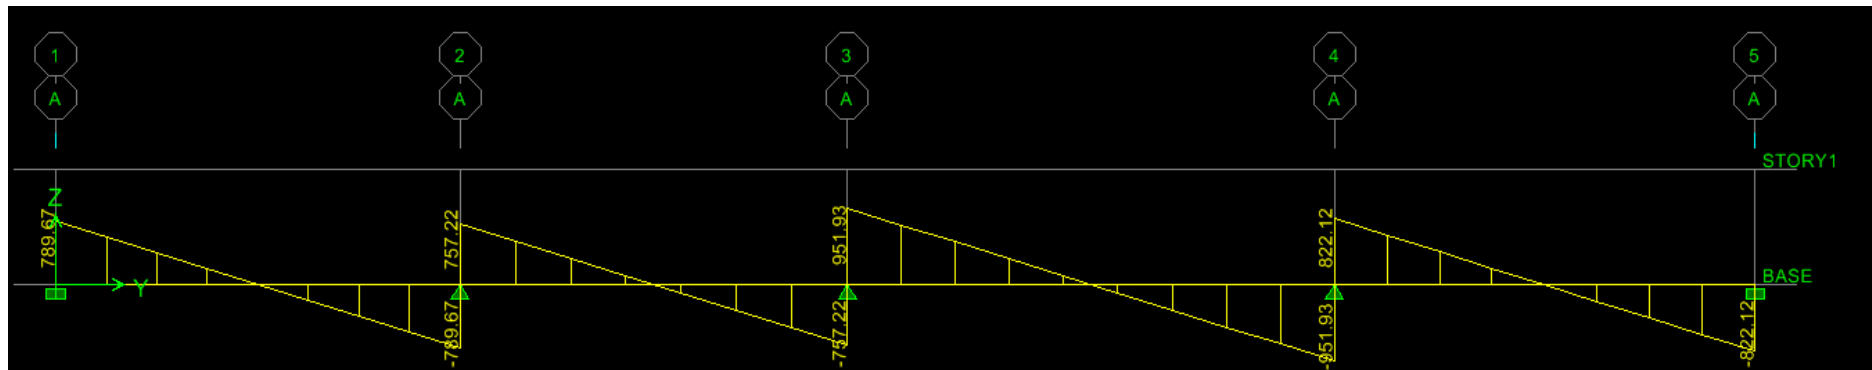 1 2 3 4 5
A A A A A
STORY1
Z
789.67 757.22 951.93 822.12
Y
BASE
-789.67 -757.22 -951.93 -822.12